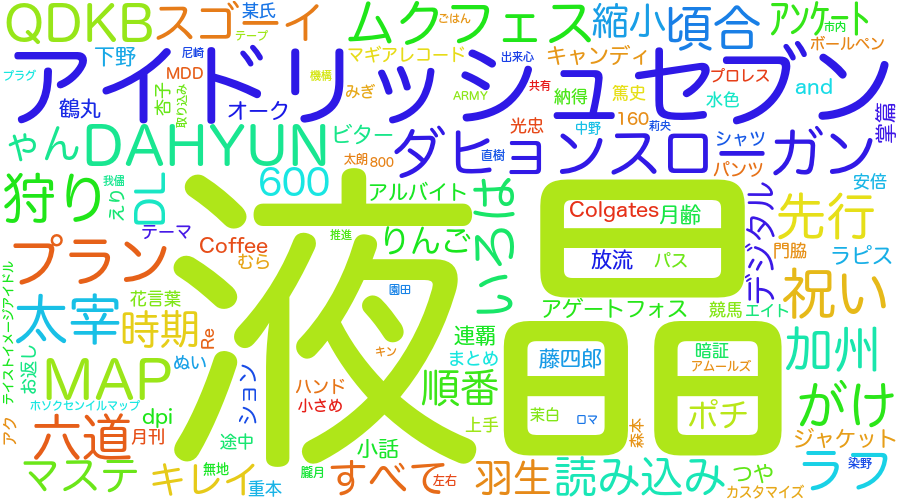 QDKB
スゴーイ
某氏
ムクフェス
ごはん
縮小
頃合
アンケート
市内
ボールペン
下野
尼崎
テープ
マギアレコード
出来心
キャンディ
アイドリッシュセブン
プラグ
MDD
取り込み
杏子
鶴丸
オーク
機構
みぎ
ARMY
共有
納得
篤史
プロレス
水色
and
掌篇
160
莉央
光忠
中野
シャツ
ゃん
DAHYUN
ビター
太朗
800
直樹
ダヒョン
スローガン
パンツ
狩り
我儘
えり
DL
600
アルバイト
いろは
晶
Colgates
月齢
デジタル
先行
安倍
テーマ
Coffee
推進
りんご
放流
パス
門脇
ラピス
プラン
むら
液
園田
アゲートフォス
競馬
エイト
祝い
テイストイメージアイドル
太宰
花言葉
時期
Re
連覇
まとめ
藤四郎
暗証
アムールズ
加州
お返し
ぬい
キン
MAP
ション
ハンド
小さめ
順番
ホソクセンイルマップ
dpi
上手
茉白
ロマ
ポチ
がけ
アク
六道
月刊
途中
小話
森本
ジャケット
マステ
キレイ
無地
重本
朧月
すべて
左右
羽生
読み込み
つや
カスタマイズ
ラフ
染野